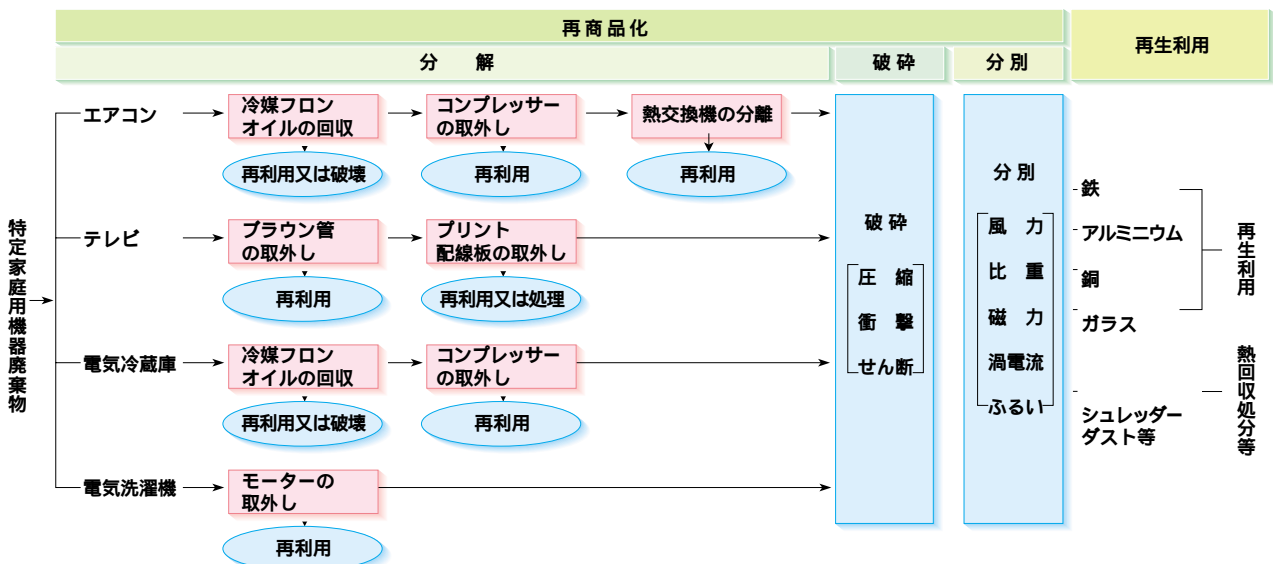 再商品化
再生利用
分 解
破 砕
分 別
特定家庭用機器廃棄物
エアコン
冷媒フロン
オイルの回収
再利用又は破壊
コンプレッサー
の取外し
再利用
熱交換機の分離
再利用
テレビ
ブラウン管
の取外し
再利用
プリント
配線板の取外し
再利用又は処理
電気冷蔵庫
冷媒フロン
オイルの回収
再利用又は破壊
コンプレッサー
の取外し
再利用
電気洗濯機
モーターの
取外し
再利用
破 砕
圧 縮
衝 撃
せん断
分 別
風 力
比 重
磁 力
渦電流
ふるい
鉄
アルミニウム
銅
ガラス
シュレッダー
ダスト等
再生利用
熱回収処分等